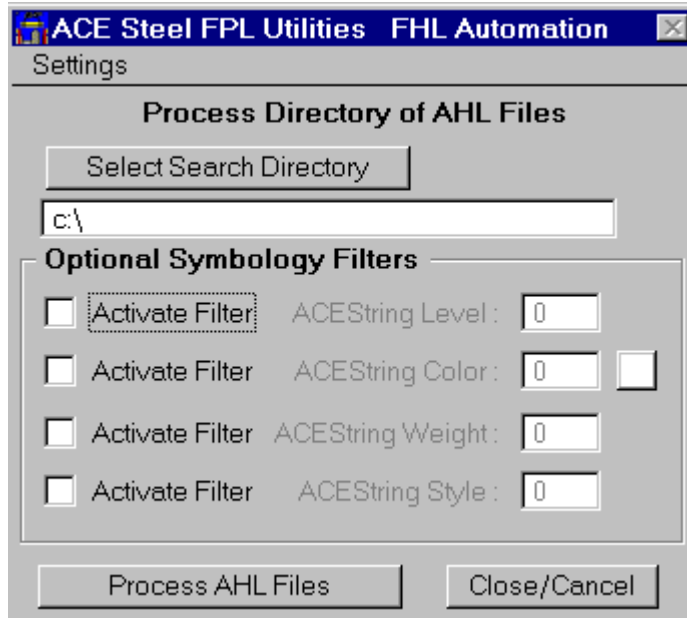 ACE Steel FPL Utilities FHL Automation
Settings
Process Directory of AHL Files
Select Search Directory
c:\
Optional Symbology Filters
Activate Filter ACEString Level : 0
Activate Filter ACEString Color : 0
Activate Filter ACEString Weight : 0
Activate Filter ACEString Style : 0
Process AHL Files Close/Cancel